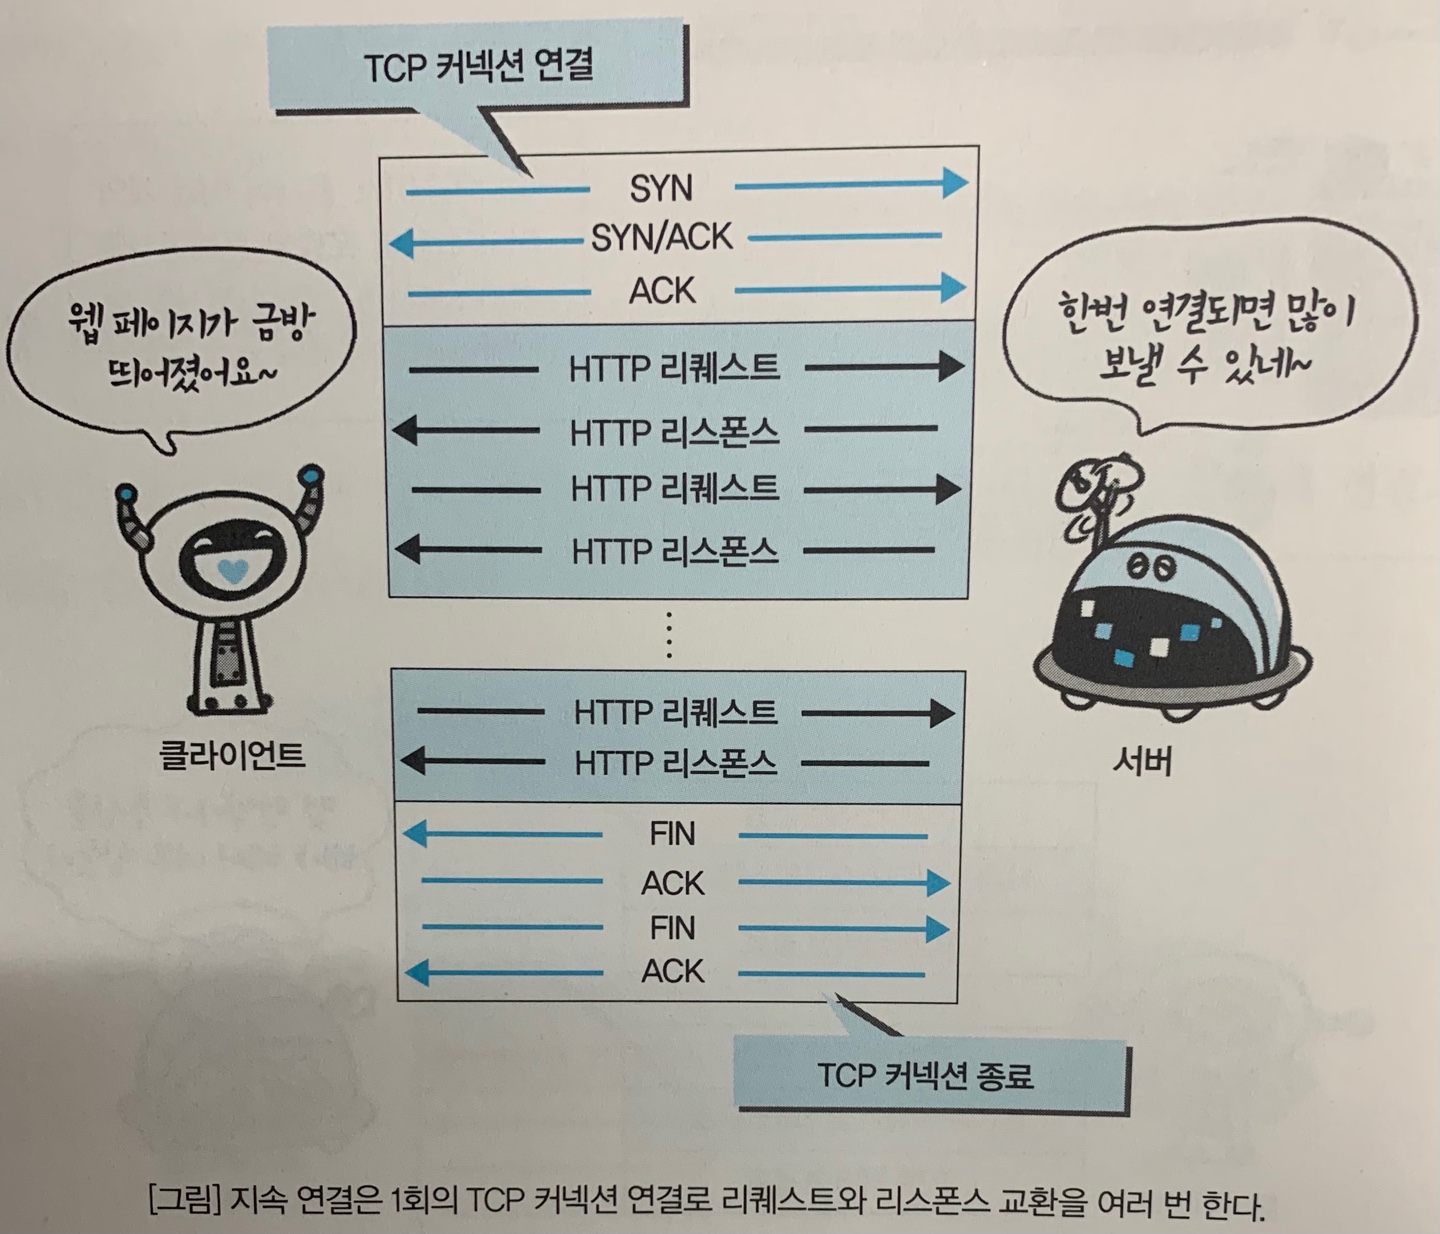 TCP 커넥션 연결
SYN
SYN/ACK
ACK
웹 페이지가 금방
띄어졌어요~
한번 연결되면 많이
보낼 수 있네~
HTTP 리퀘스트
HTTP 리스폰스
HTTP 리퀘스트
HTTP 리스폰스
HTTP 리퀘스트
HTTP 리스폰스
클라이언트
서버
FIN
ACK
FIN
ACK
TCP 커넥션 종료
[그림] 지속 연결은 1회의 TCP 커넥션 연결로 리퀘스트와 리스폰스 교환을 여러 번 한다.